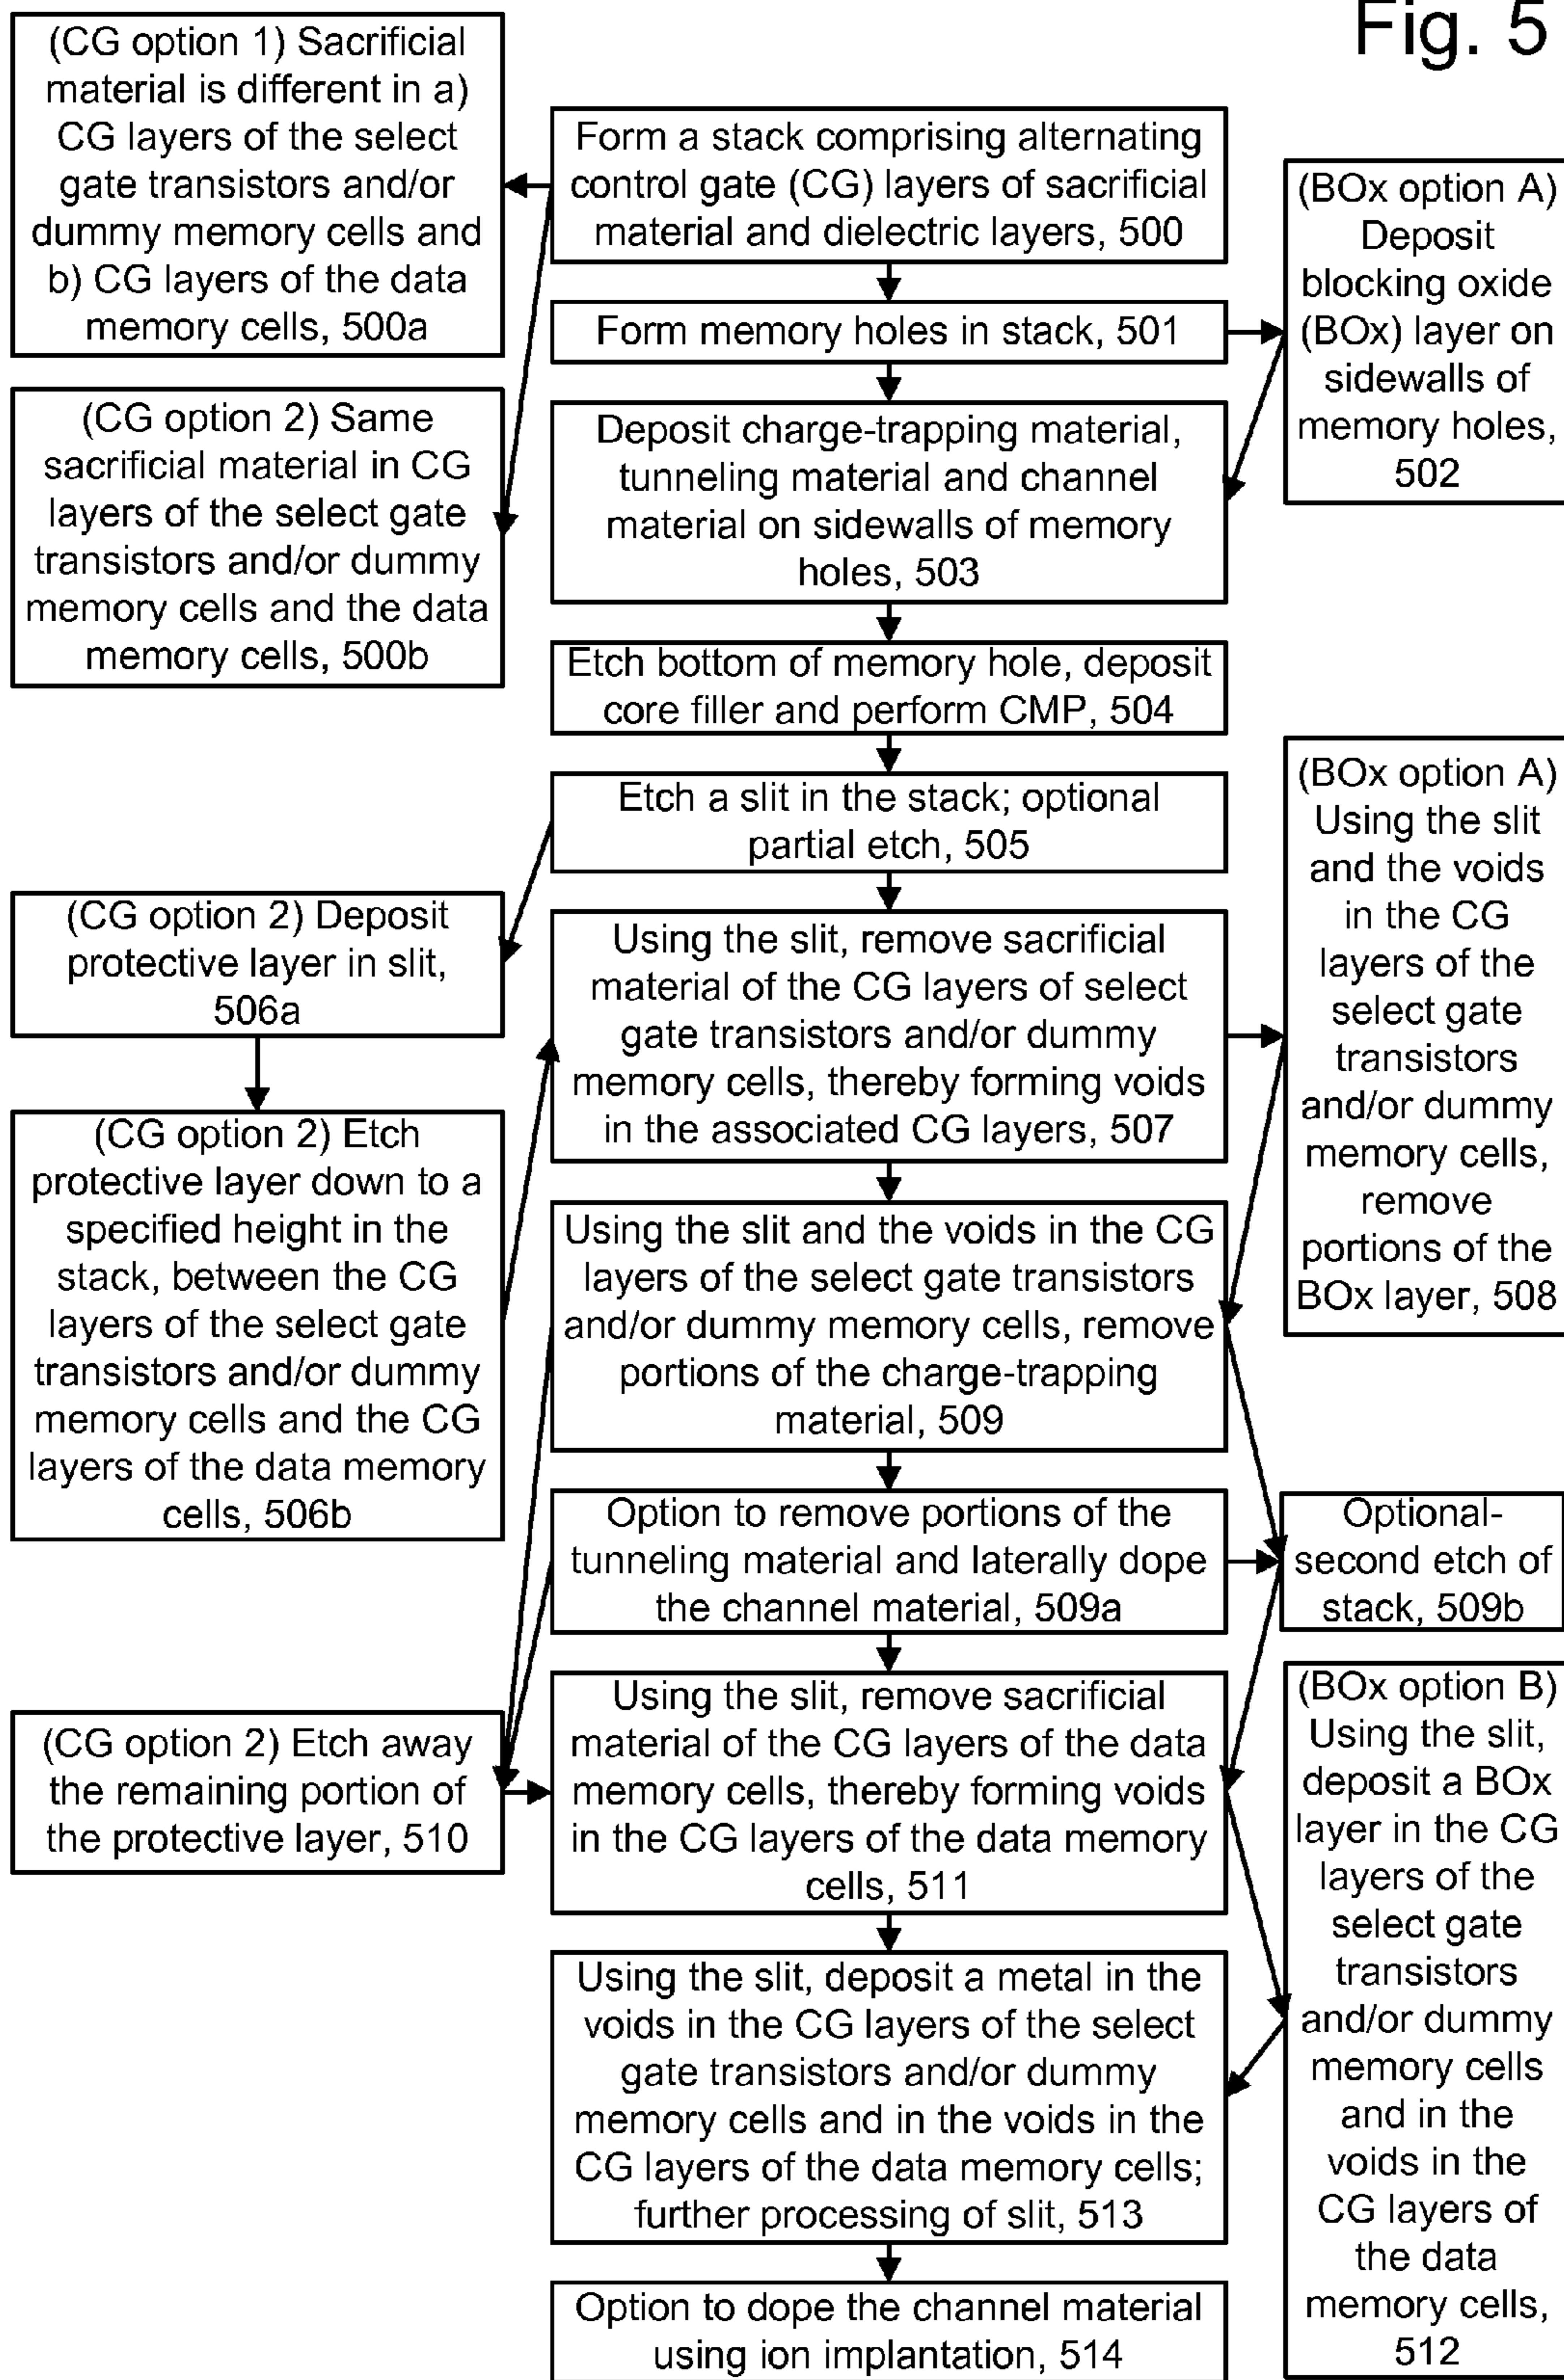 Fig. 5
(CG option 1) Sacrificial
material is different in a)
CG layers of the select
gate transistors and/or
dummy memory cells and
b) CG layers of the data
memory cells, 500a
Form a stack comprising alternating
control gate (CG) layers of sacrificial
material and dielectric layers, 500
(BOx option A)
Deposit
blocking oxide
(BOx) layer on
sidewalls of
memory holes,
502
Form memory holes in stack, 501
(CG option 2) Same
sacrificial material in CG
layers of the select gate
transistors and/or dummy
memory cells and the data
memory cells, 500b
Deposit charge-trapping material,
tunneling material and channel
material on sidewalls of memory
holes, 503
Etch bottom of memory hole, deposit
core filler and perform CMP, 504
Etch a slit in the stack; optional
partial etch, 505
(CG option 2) Deposit
protective layer in slit,
506a
(CG option 2) Etch
protective layer down to a
specified height in the
stack, between the CG
layers of the select gate
transistors and/or dummy
memory cells and the CG
layers of the data memory
cells, 506b
Using the slit, remove sacrificial
material of the CG layers of select
gate transistors and/or dummy
memory cells, thereby forming voids
in the associated CG layers, 507
(BOx option A)
Using the slit
and the voids
in the CG
layers of the
select gate
transistors
and/or dummy
memory cells,
remove
portions of the
BOx layer, 508
Using the slit and the voids in the CG
layers of the select gate transistors
and/or dummy memory cells, remove
portions of the charge-trapping
material, 509
Option to remove portions of the
tunneling material and laterally dope
the channel material, 509a
Optional-
second etch of
stack, 509b
(CG option 2) Etch away
the remaining portion of
the protective layer, 510
Using the slit, remove sacrificial
material of the CG layers of the data
memory cells, thereby forming voids
in the CG layers of the data memory
cells, 511
(BOx option B)
Using the slit,
deposit a BOx
layer in the CG
layers of the
select gate
transistors
and/or dummy
memory cells
and in the
voids in the
CG layers of
the data
memory cells,
512
Using the slit, deposit a metal in the
voids in the CG layers of the select
gate transistors and/or dummy
memory cells and in the voids in the
CG layers of the data memory cells;
further processing of slit, 513
Option to dope the channel material
using ion implantation, 514